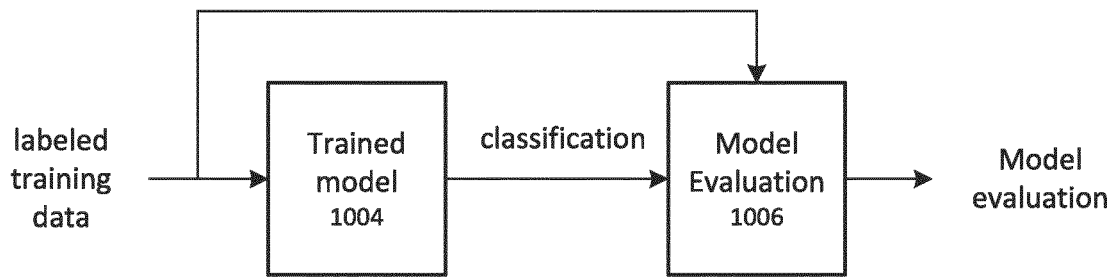 labeled
training
data
Trained
model
1004
classification
Model
Evaluation
1006
Model
evaluation